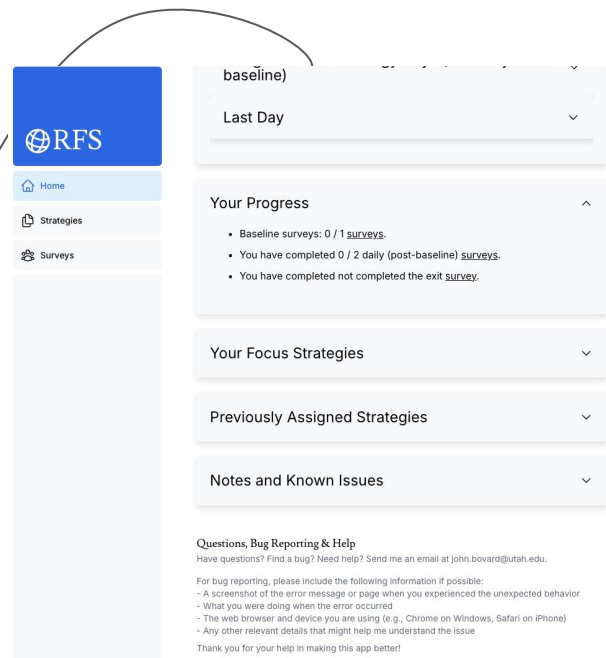 baseline)
Last Day
RFS
Home
Strategies
Surveys
Your Progress
Baseline surveys: 0 / 1 surveys.
You have completed 0 / 2 daily (post-baseline) surveys.
You have completed not completed the exit survey.
Your Focus Strategies
Previously Assigned Strategies
Notes and Known Issues
Questions, Bug Reporting & Help
Have questions? Find a bug? Need help? Send me an email at john.bovard@utah.edu.
For bug reporting, please include the following information if possible:
- A screenshot of the error message or page when you experienced the unexpected behavior
- What you were doing when the error occurred
- The web browser and device you are using (e.g., Chrome on Windows, Safari on iPhone)
- Any other relevant details that might help me understand the issue
Thank you for your help in making this app better!